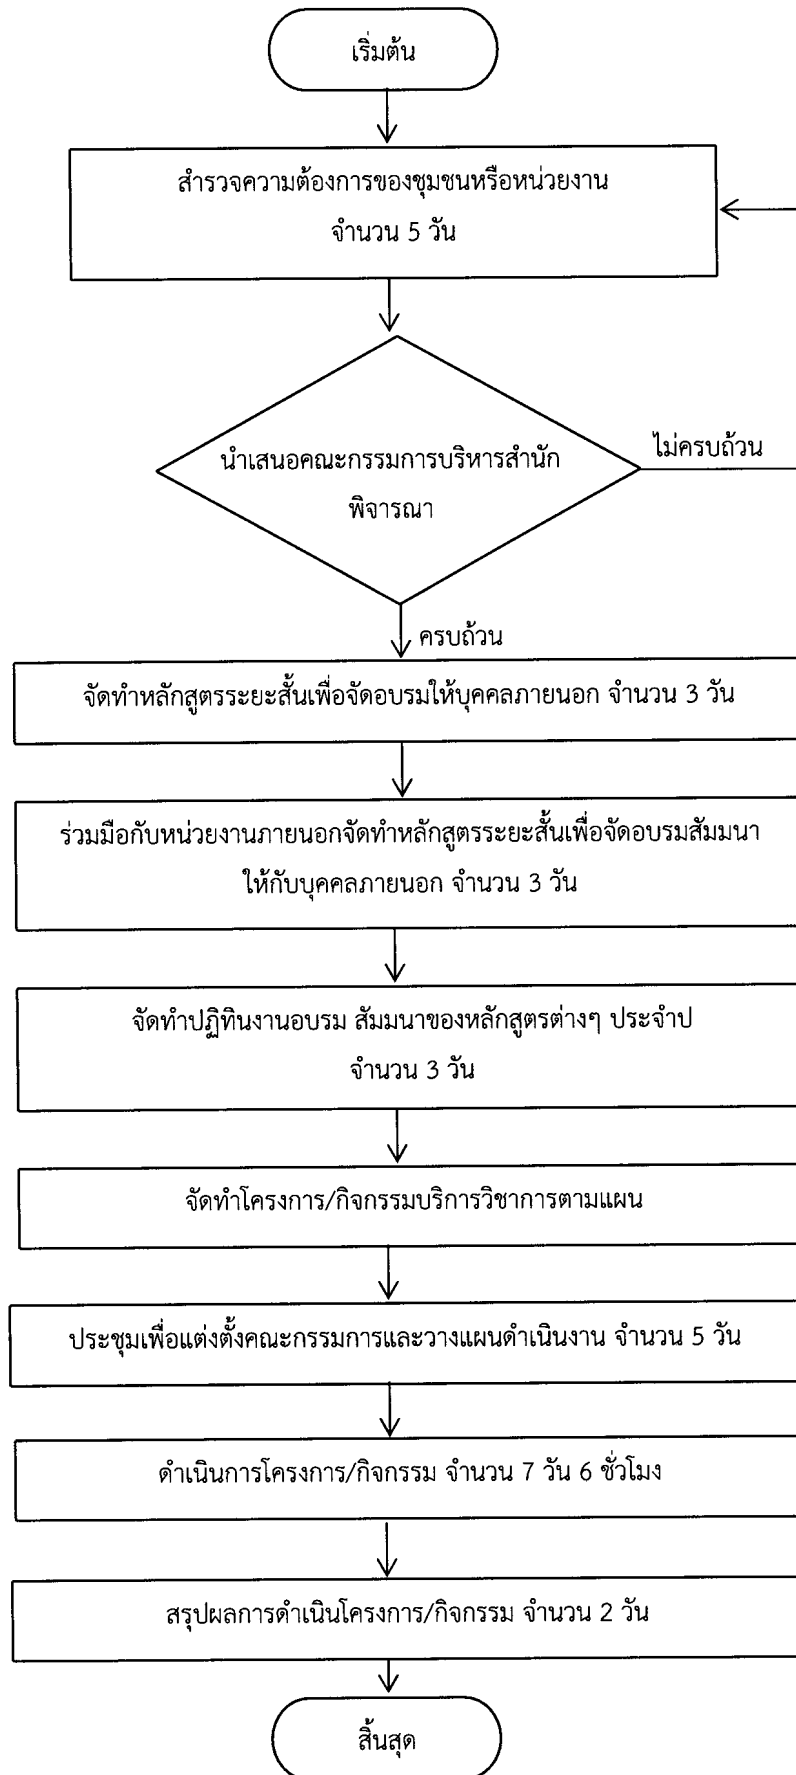 เริ่มต้น
สำรวจความต้องการของชุมชนหรือหน่วยงาน
จำนวน 5 วัน
นำเสนอคณะกรรมการบริหารสำนัก
พิจารณา
ไม่ครบถ้วน
ครบถ้วน
จัดทำหลักสูตรระยะสั้นเพื่อจัดอบรมให้บุคคลภายนอก จำนวน 3 วัน
ร่วมมือกับหน่วยงานภายนอกจัดทำหลักสูตรระยะสั้นเพื่อจัดอบรมสัมมนา
ให้กับบุคคลภายนอก จำนวน 3 วัน
จัดทำปฏิทินงานอบรม สัมมนาของหลักสูตรต่างๆ ประจำป
จำนวน 3 วัน
จัดทำโครงการ/กิจกรรมบริการวิชาการตามแผน
ประชุมเพื่อแต่งตั้งคณะกรรมการและวางแผนดำเนินงาน จำนวน 5 วัน
ดำเนินการโครงการ/กิจกรรม จำนวน 7 วัน 6 ชั่วโมง
สรุปผลการดำเนินโครงการ/กิจกรรม จำนวน 2 วัน
สิ้นสุด